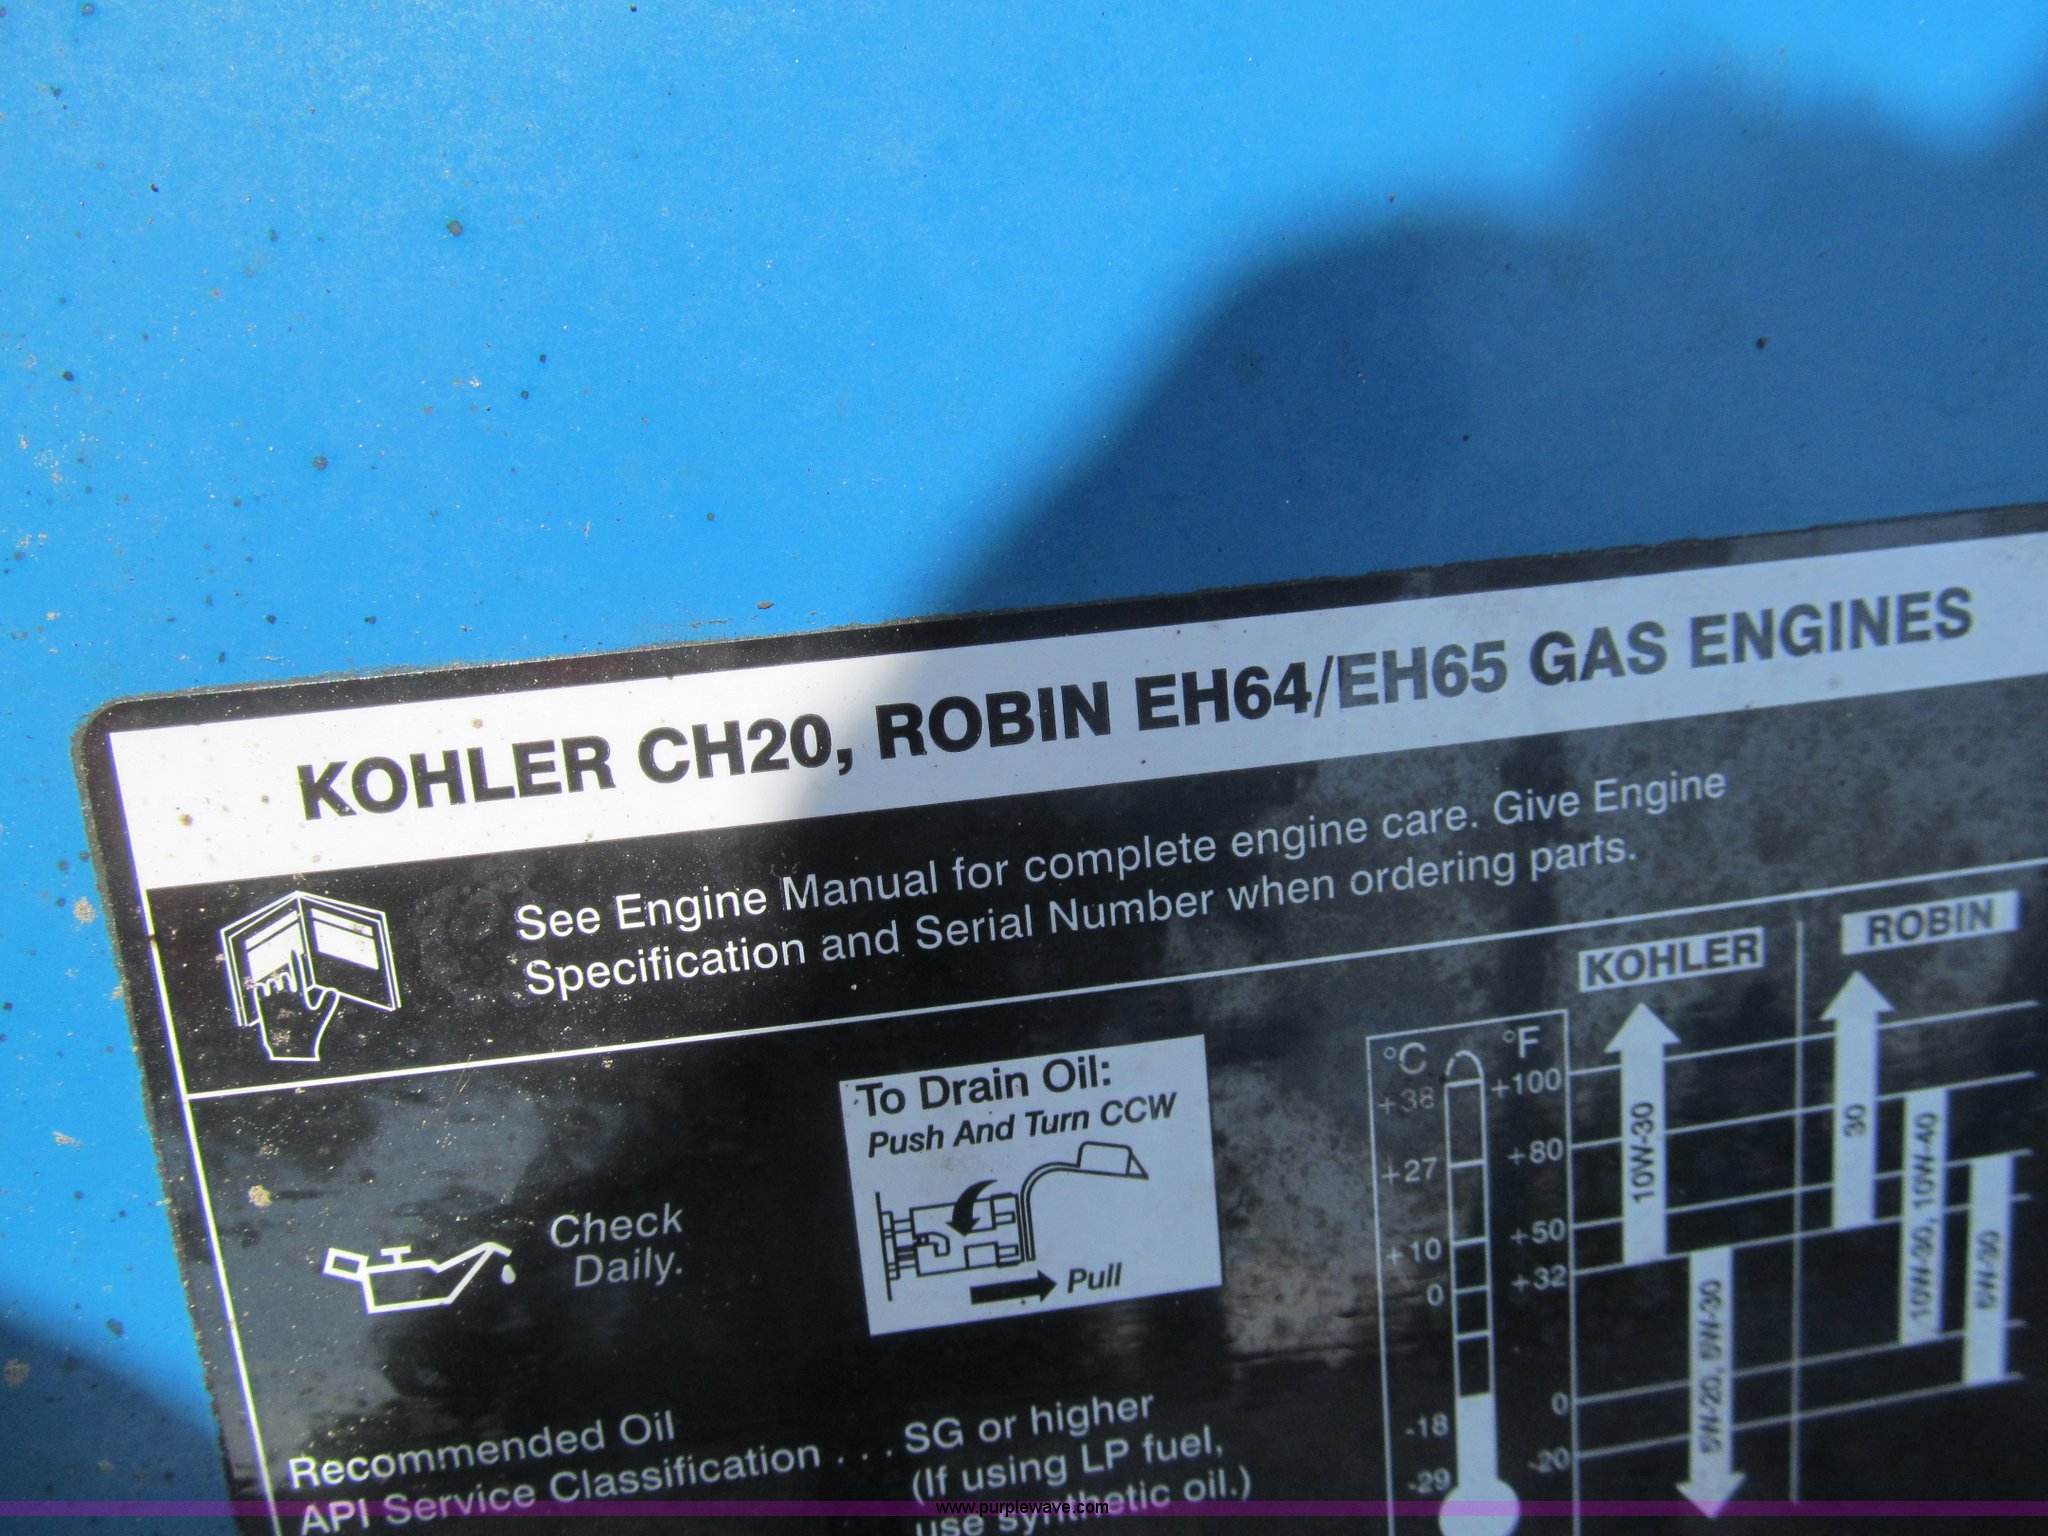 KOHLER CH20, ROBIN EH64/EH65 GAS ENGINES
See Engine Manual for complete engine care. Give Engine
Specification and Serial Number when ordering parts.
Check
Daily.
To Drain Oil:
Push And Turn CCW
Pull
Recommended Oil
API Service Classification . . . SG or higher
(If using LP fuel,
use synthetic oil.)
°C °F
+38 +100
+27 +80
+10 +50
0 +32
-18 0
-29 -20
KOHLER
10W-30
5W-20, 5W-30
ROBIN
30
10W-30, 10W-40
5W-30
www.purplewave.com